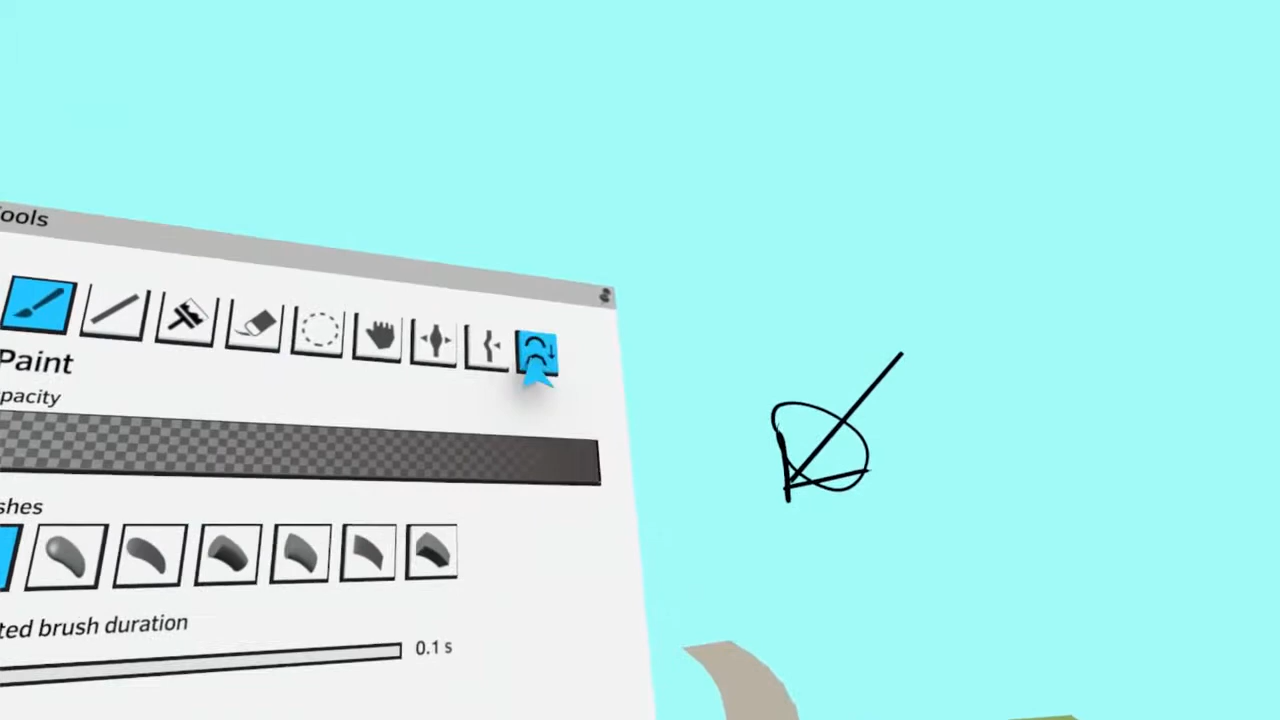 ools
Paint
pacity
shes
ted brush duration
0.1 s